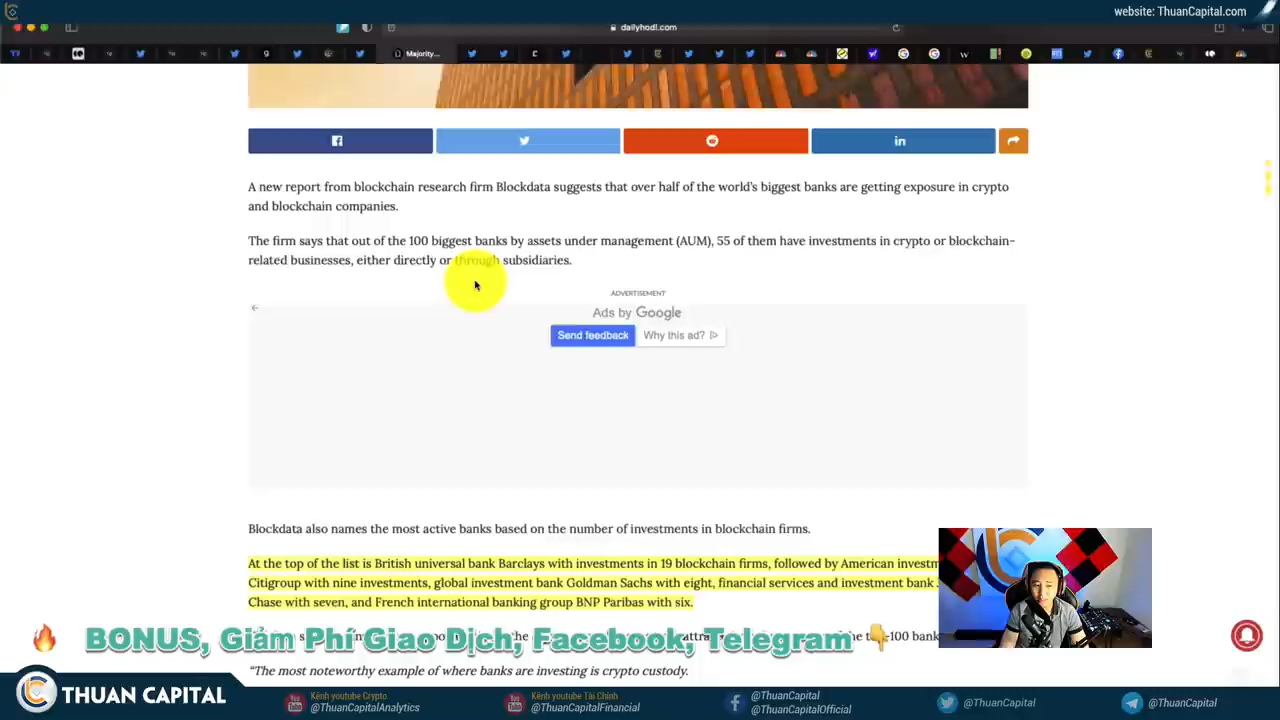 website: ThuanCapital.com
dailyhodl.com
Majority...
A new report from blockchain research firm Blockdata suggests that over half of the world's biggest banks are getting exposure in crypto
and blockchain companies.
The firm says that out of the 100 biggest banks by assets under management (AUM), 55 of them have investments in crypto or blockchain-
related businesses, either directly or through subsidiaries.
ADVERTISEMENT
Ads by Google
Send feedback
Why this ad?
Blockdata also names the most active banks based on the number of investments in blockchain firms.
At the top of the list is British universal bank Barclays with investments in 19 blockchain firms, followed by American
Citigroup with nine investments, global investment bank Goldman Sachs with eight, financial services and investment bank
Chase with seven, and French international banking group BNP Paribas with six.
BONUS, Giảm Phí Giao Dịch, Facebook, Telegram
"The most noteworthy example of where banks are investing is crypto custody.
THUAN CAPITAL
Kênh youtube Crypto
@ThuanCapitalAnalytics
Kênh youtube Tài Chính
@ThuanCapitalFinancial
@ThuanCapital
@ThuanCapitalOfficial
@ThuanCapital
@ThuanCapital